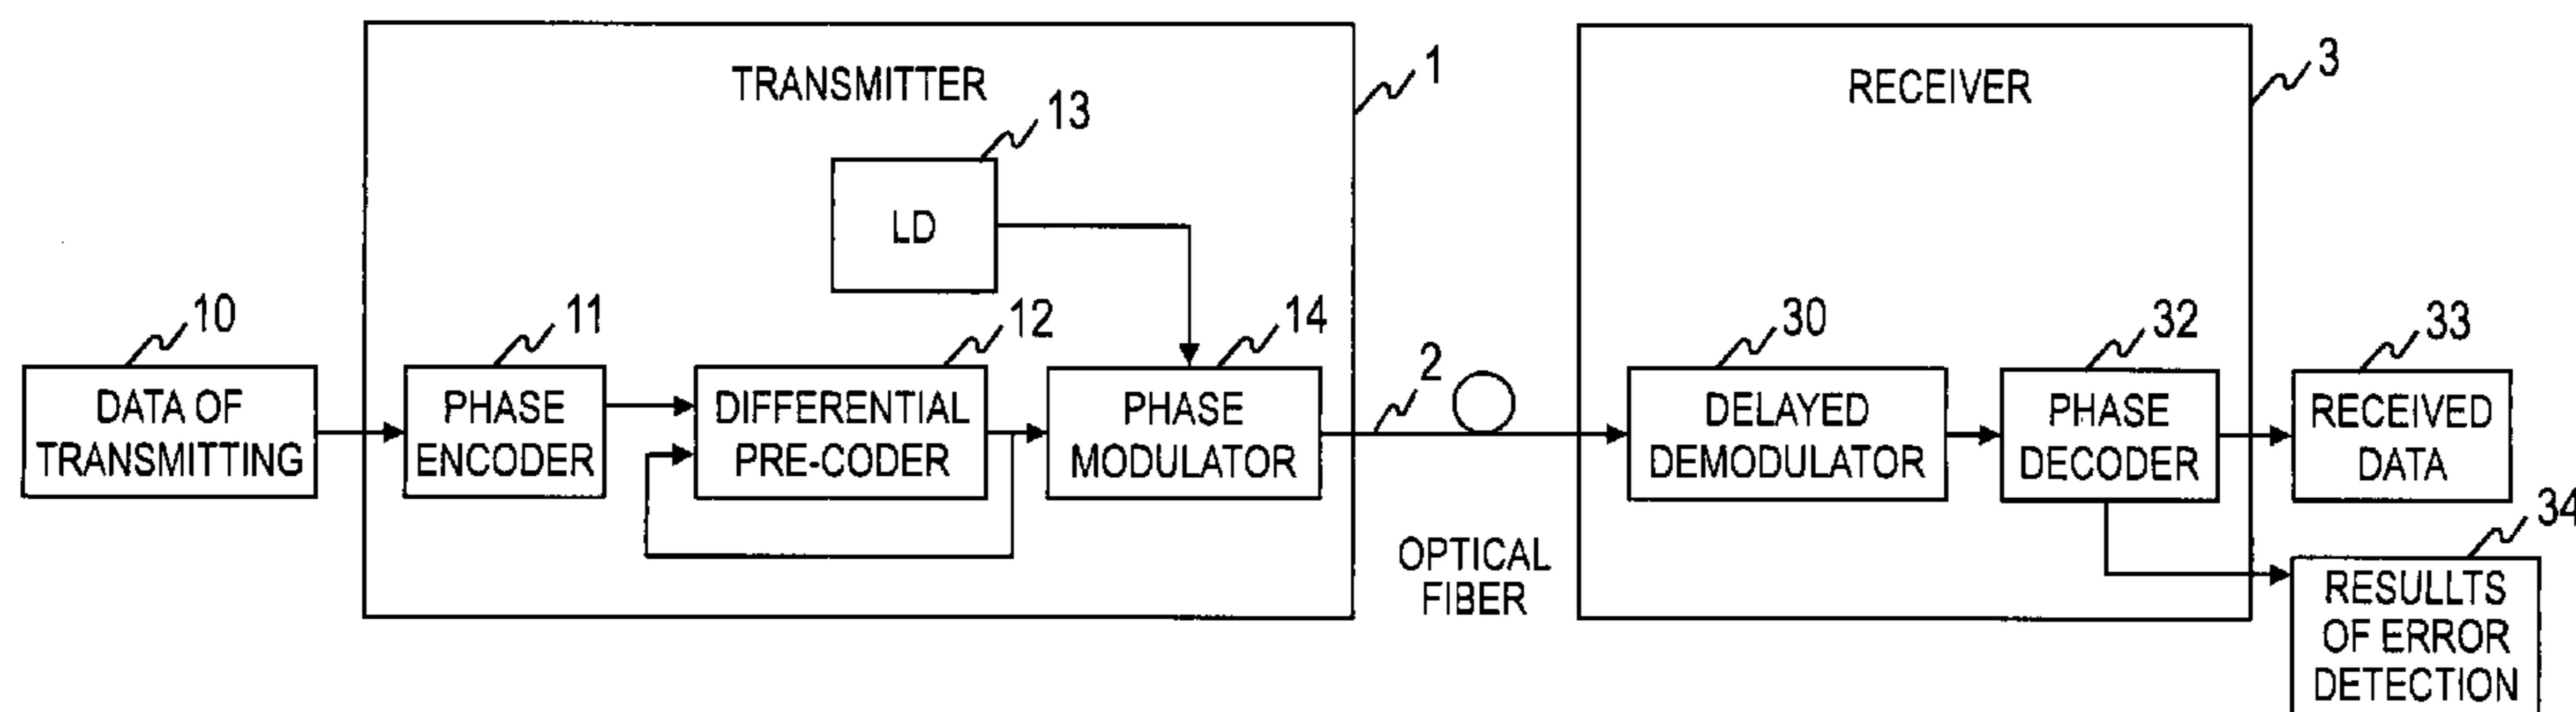 TRANSMITTER
1
13
LD
10
DATA OF
TRANSMITTING
11
PHASE
ENCODER
12
DIFFERENTIAL
PRE-CODER
14
PHASE
MODULATOR
2
OPTICAL
FIBER
RECEIVER
3
30
DELAYED
DEMODULATOR
32
PHASE
DECODER
33
RECEIVED
DATA
34
RESULLTS
OF ERROR
DETECTION